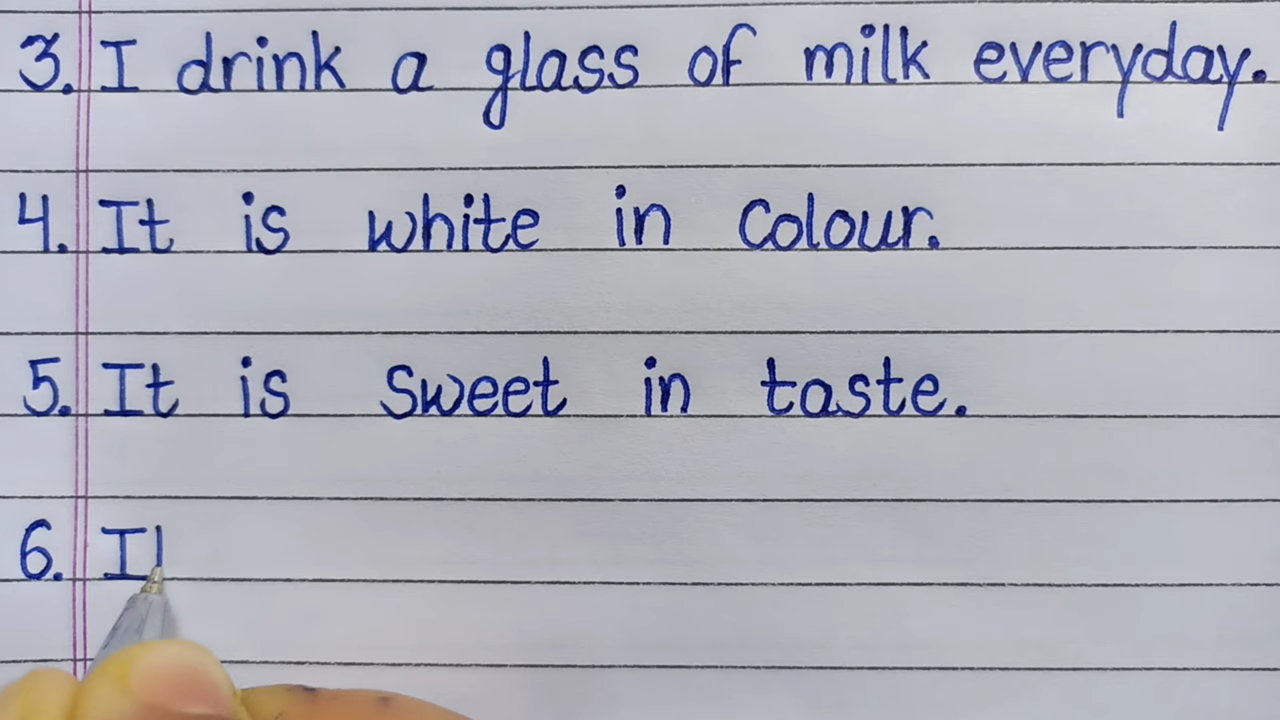 3. I drink a glass of milk everyday.
4. It is white in colour.
5. It is sweet in taste.
6. I